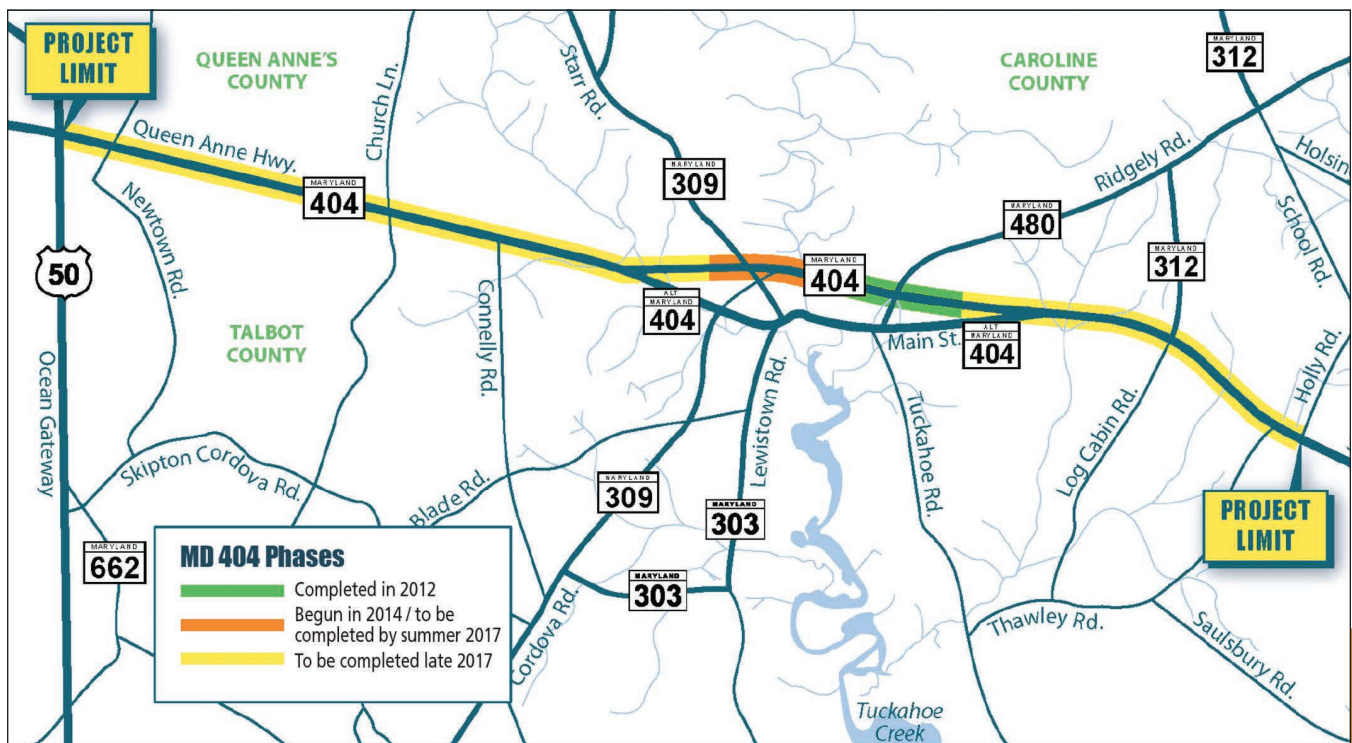 PROJECT
LIMIT
QUEEN ANNE'S
COUNTY
Church Ln.
Starr Rd.
CAROLINE
COUNTY
MARYLAND
312
Queen Anne Hwy.
MARYLAND
404
MARYLAND
309
Ridgely Rd.
Holsin
Newtown Rd.
MARYLAND
480
School Rd.
50
MARYLAND
404
MARYLAND
312
Connelly Rd.
ALT
MARYLAND
404
TALBOT
COUNTY
Main St.
ALT
MARYLAND
404
Ocean Gateway
Lewistown Rd.
Tuckahoe Rd.
Log Cabin Rd.
Holly Rd.
Skipton Cordova Rd.
Blade Rd.
MARYLAND
309
MARYLAND
303
PROJECT
LIMIT
MARYLAND
662
MD 404 Phases
Completed in 2012
Begun in 2014 / to be
completed by summer 2017
To be completed late 2017
MARYLAND
303
Cordova Rd.
Thawley Rd.
Saulsbury Rd.
Tuckahoe
Creek